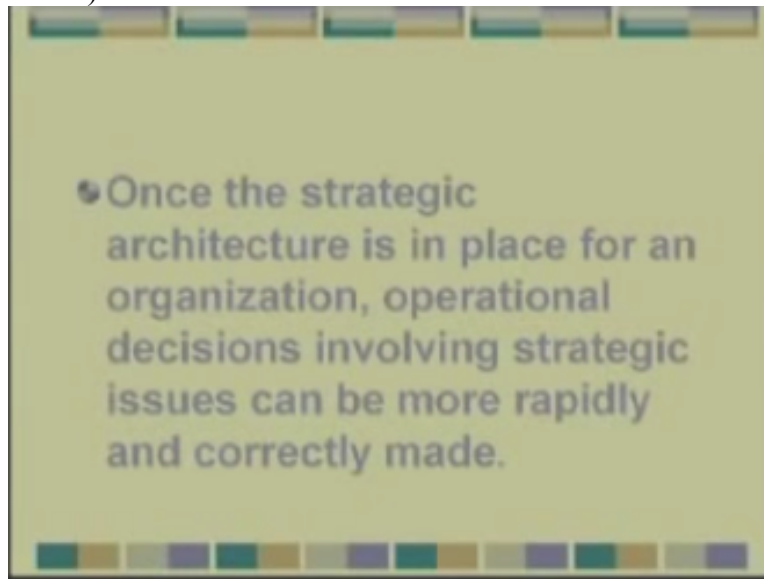 Once the strategic
architecture is in place for an
organization, operational
decisions involving strategic
issues can be more rapidly
and correctly made.